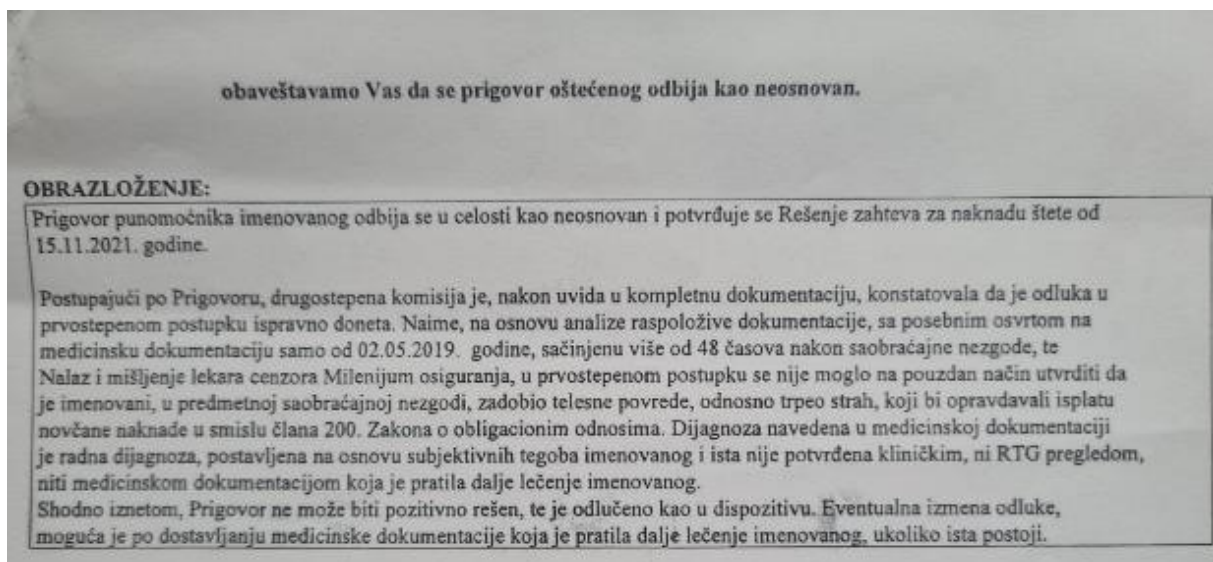 obaveštavamo Vas da se prigovor oštećenog odbija kao neosnovan.
OBRAZLOŽENJE:
Prigovor punomoćnika imenovanog odbija se u celosti kao neosnovan i potvrđuje se Rešenje zahteva za naknadu štete od
15.11.2021. godine.
Postupajući po Prigovoru, drugostepena komisija je, nakon uvida u kompletnu dokumentaciju, konstatovala da je odluka u
prvostepenom postupku ispravno doneta. Naime, na osnovu analize raspoložive dokumentacije, sa posebnim osvrtom na
medicinsku dokumentaciju samo od 02.05.2019. godine, sačinjenu više od 48 časova nakon saobraćajne nezgode, te
Nalaz i mišljenje lekara cenzora Milenijum osiguranja, u prvostepenom postupku se nije moglo na pouzdan način utvrditi da
je imenovani, u predmetnoj saobraćajnoj nezgodi, zadobio telesne povrede, odnosno trpeo strah, koji bi opravdavali isplatu
novčane naknade u smislu člana 200. Zakona o obligacionim odnosima. Dijagnoza navedena u medicinskoj dokumentaciji
je radna dijagnoza, postavljena na osnovu subjektivnih tegoba imenovanog i ista nije potvrđena kliničkim, ni RTG pregledom,
niti medicinskom dokumentacijom koja je pratila dalje lečenje imenovanog.
Shodno iznetom, Prigovor ne može biti pozitivno rešen, te je odlučeno kao u dispozitivu. Eventualna izmena odluke,
moguća je po dostavljanju medicinske dokumentacije koja je pratila dalje lečenje imenovanog, ukoliko ista postoji.